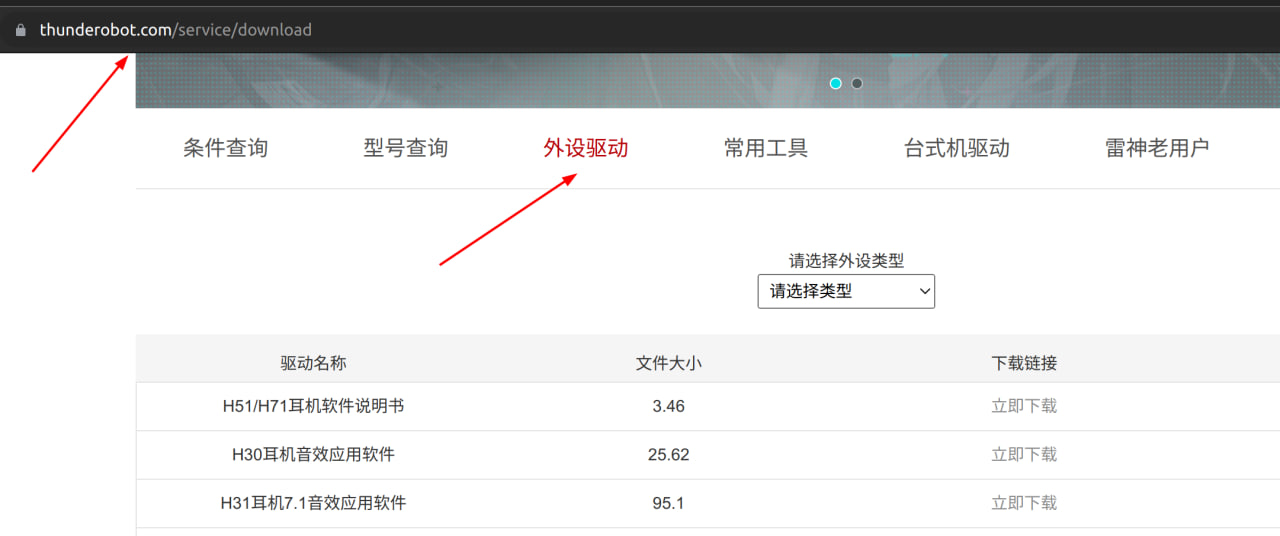 thunderobot.com/service/download
条件查询 型号查询 外设驱动 常用工具 台式机驱动 雷神老用户
请选择外设类型
请选择类型
驱动名称 文件大小 下载链接
H51/H71耳机软件说明书 3.46 立即下载
H30耳机音效应用软件 25.62 立即下载
H31耳机7.1音效应用软件 95.1 立即下载